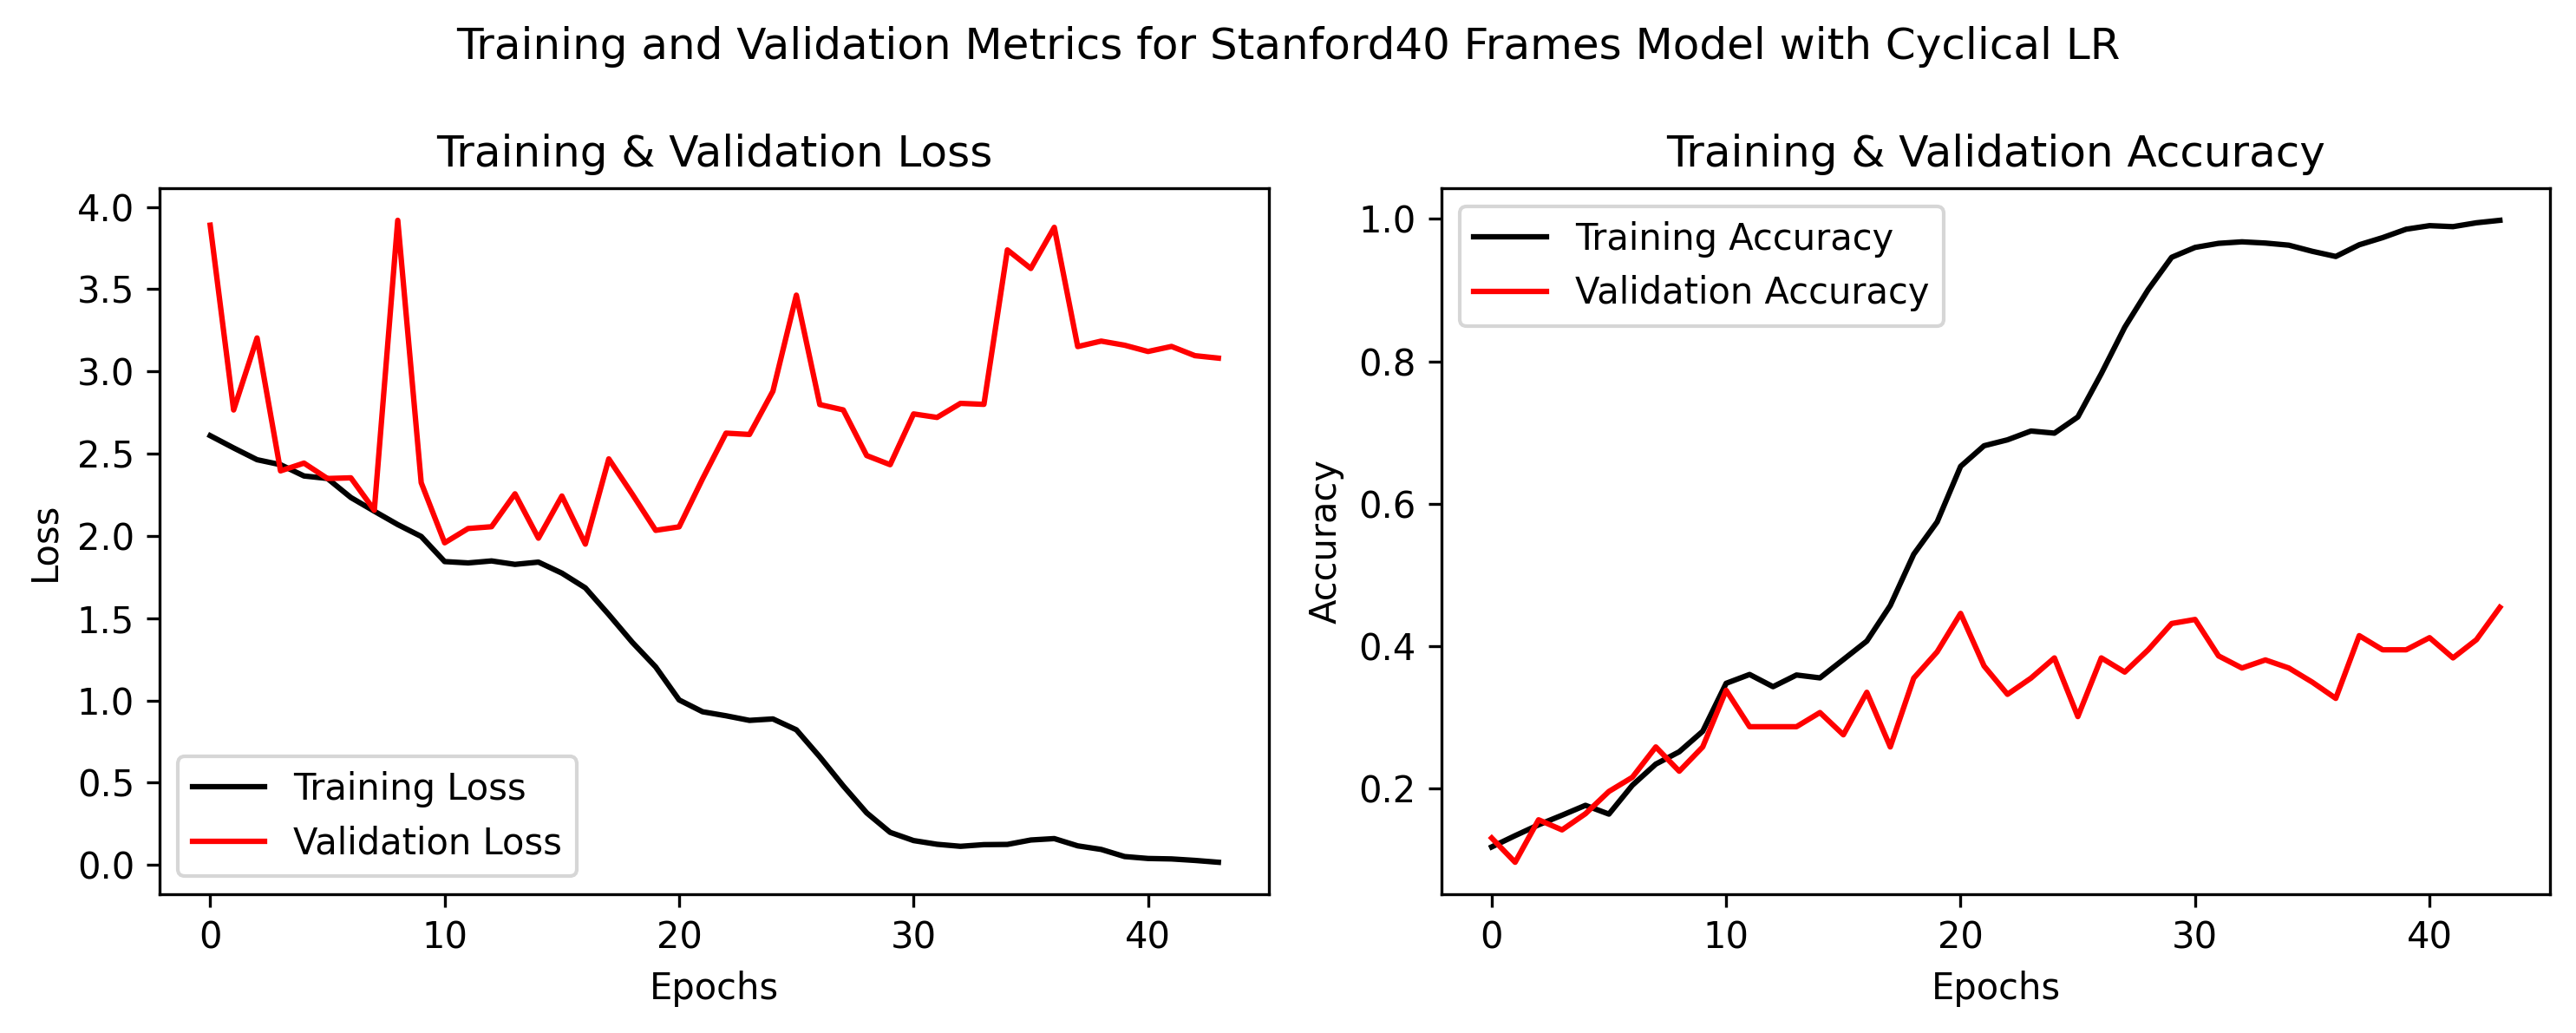 Training and Validation Metrics for Stanford40 Frames Model with Cyclical LR
Training & Validation Loss
4.0
3.5
3.0
2.5
2.0
1.5
1.0
0.5
0.0
Loss
Training Loss
Validation Loss
0 10 20 30 40
Epochs
Training & Validation Accuracy
1.0
0.8
0.6
0.4
0.2
Accuracy
Training Accuracy
Validation Accuracy
0 10 20 30 40
Epochs